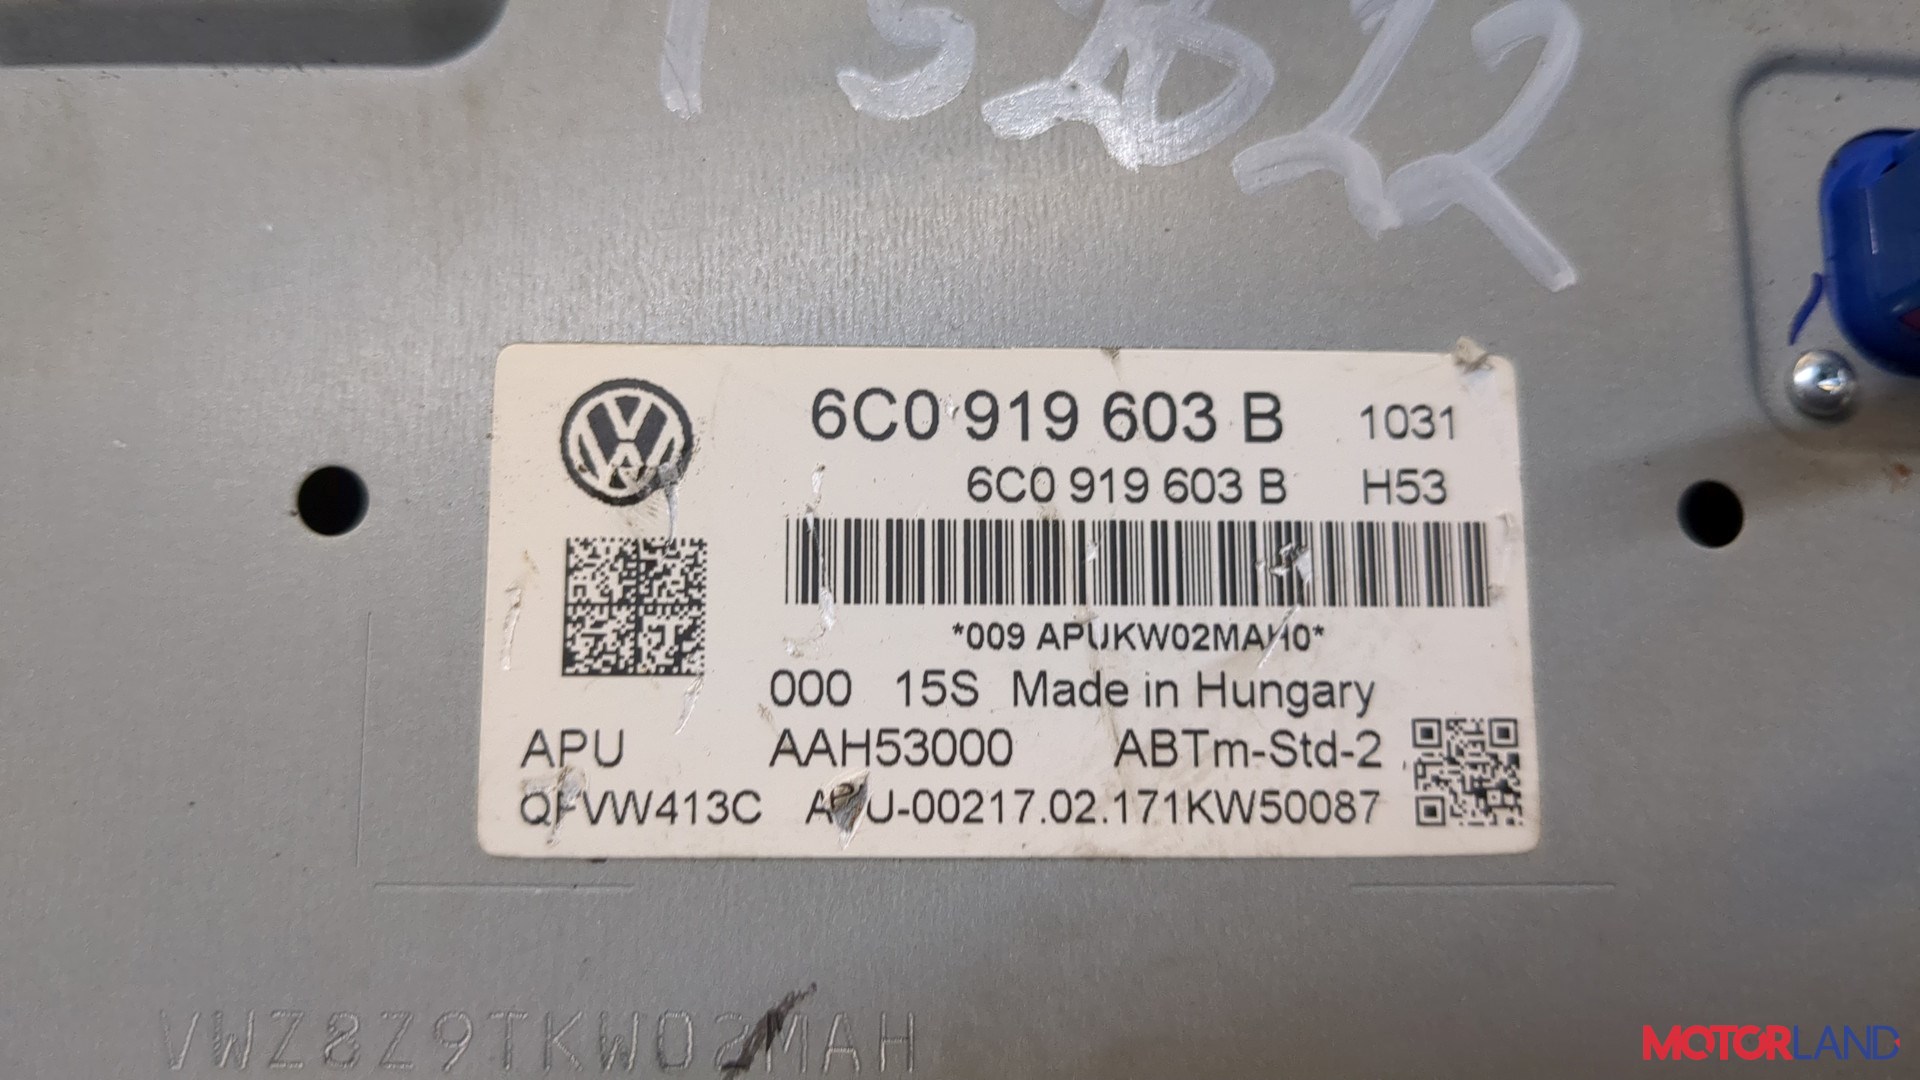 6C0 919 603 B 1031
6C0 919 603 B H53
*009 APUKW02MAH0*
000 15S Made in Hungary
APU AAH53000 ABTm-Std-2
QFVW413C APU-00217.02.171KW50087
VWZ8Z9TKW02MAH
MOTORLAND